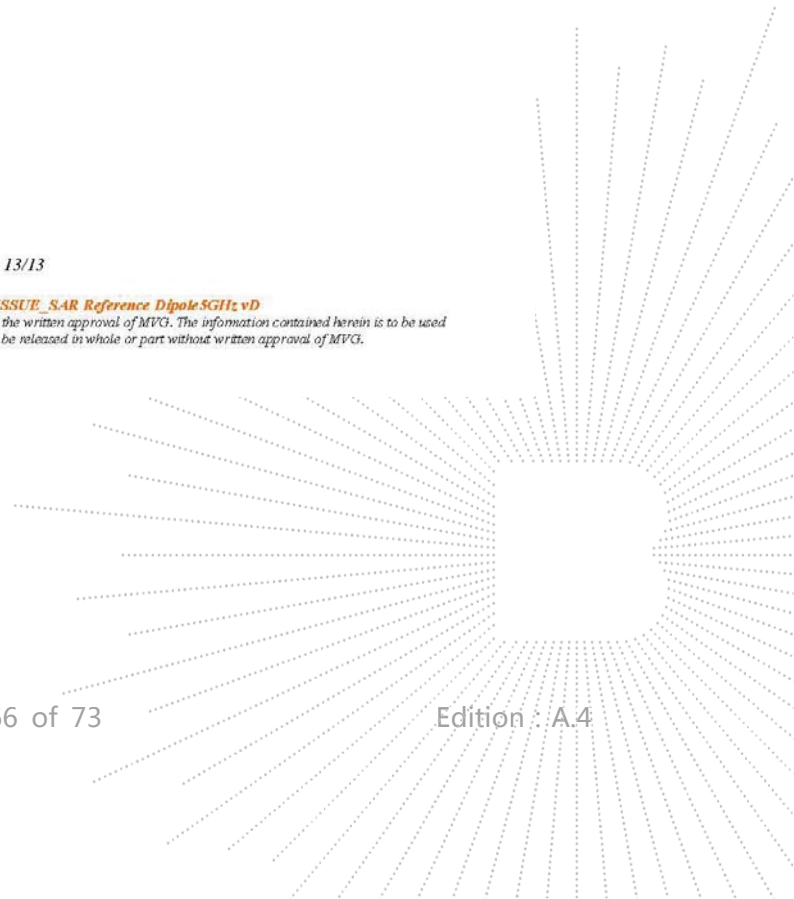 13/13
SSUE_SAR Reference Dipole5GHz vD
the written approval of MVG. The information contained herein is to be used
be released in whole or part without written approval of MVG.
6 of 73
Edition : A.4